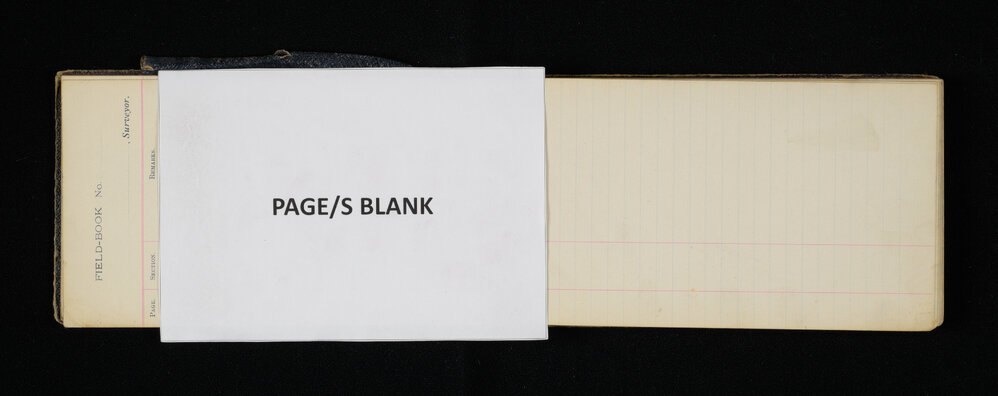 FIELD-BOOK No.
, Surveyor.
PAGE. SECTION. REMARKS.
PAGE/S BLANK